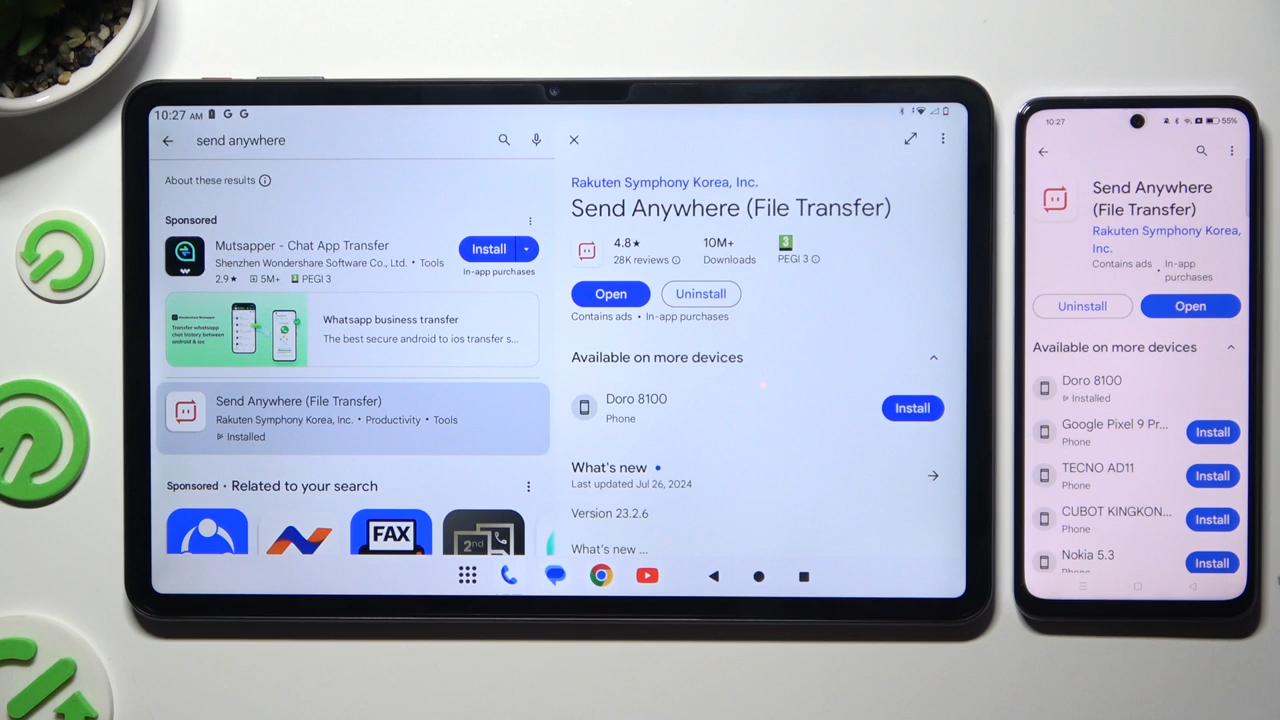 10:27 AM
send anywhere
About these results
Sponsored
Mutsapper - Chat App Transfer
Shenzhen Wondershare Software Co., Ltd. • Tools
2.9★ 5M+ PEGI 3
Install
In-app purchases
Whatsapp business transfer
The best secure android to ios transfer s...
Send Anywhere (File Transfer)
Rakuten Symphony Korea, Inc. • Productivity • Tools
Installed
Sponsored • Related to your search
FAX
2nd
Rakuten Symphony Korea, Inc.
Send Anywhere (File Transfer)
4.8★
28K reviews
10M+
Downloads
3
PEGI 3
Open
Uninstall
Contains ads • In-app purchases
Available on more devices
Doro 8100
Phone
Install
What's new
Last updated Jul 26, 2024
Version 23.2.6
What's new ...
10:27
55%
Send Anywhere
(File Transfer)
Rakuten Symphony Korea,
Inc.
Contains ads • In-app
purchases
Uninstall
Open
Available on more devices
Doro 8100
Installed
Google Pixel 9 Pr...
Phone
Install
TECNO AD11
Phone
Install
CUBOT KINGKON...
Phone
Install
Nokia 5.3
Phone
Install